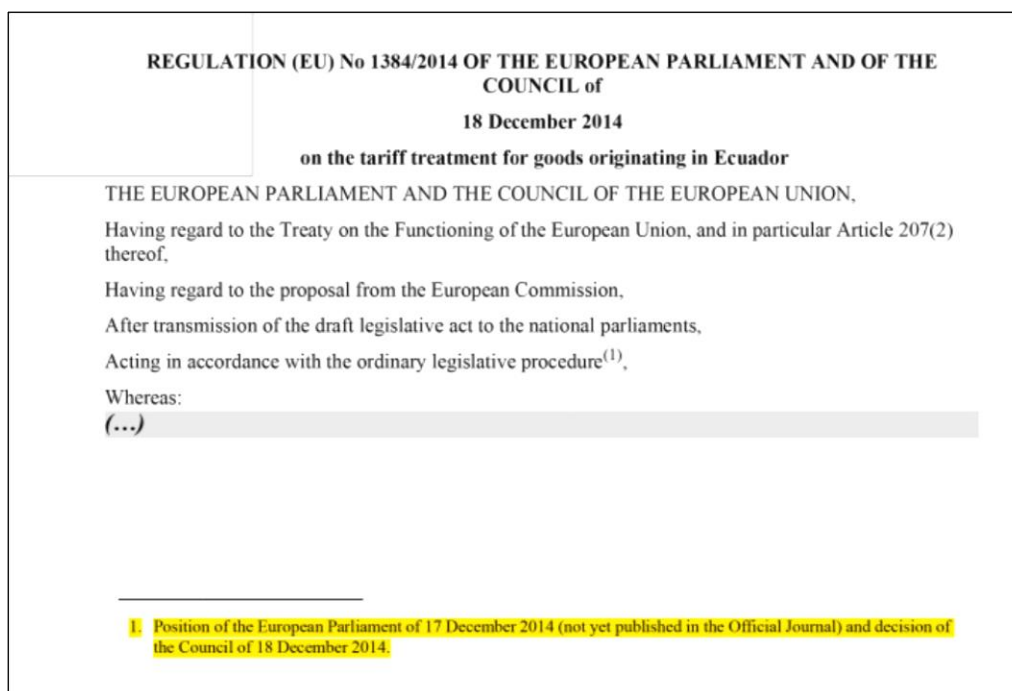 REGULATION (EU) No 1384/2014 OF THE EUROPEAN PARLIAMENT AND OF THE
COUNCIL of
18 December 2014
on the tariff treatment for goods originating in Ecuador
THE EUROPEAN PARLIAMENT AND THE COUNCIL OF THE EUROPEAN UNION,
Having regard to the Treaty on the Functioning of the European Union, and in particular Article 207(2)
thereof,
Having regard to the proposal from the European Commission,
After transmission of the draft legislative act to the national parliaments,
Acting in accordance with the ordinary legislative procedure(1),
Whereas:
(...)
1. Position of the European Parliament of 17 December 2014 (not yet published in the Official Journal) and decision of
the Council of 18 December 2014.